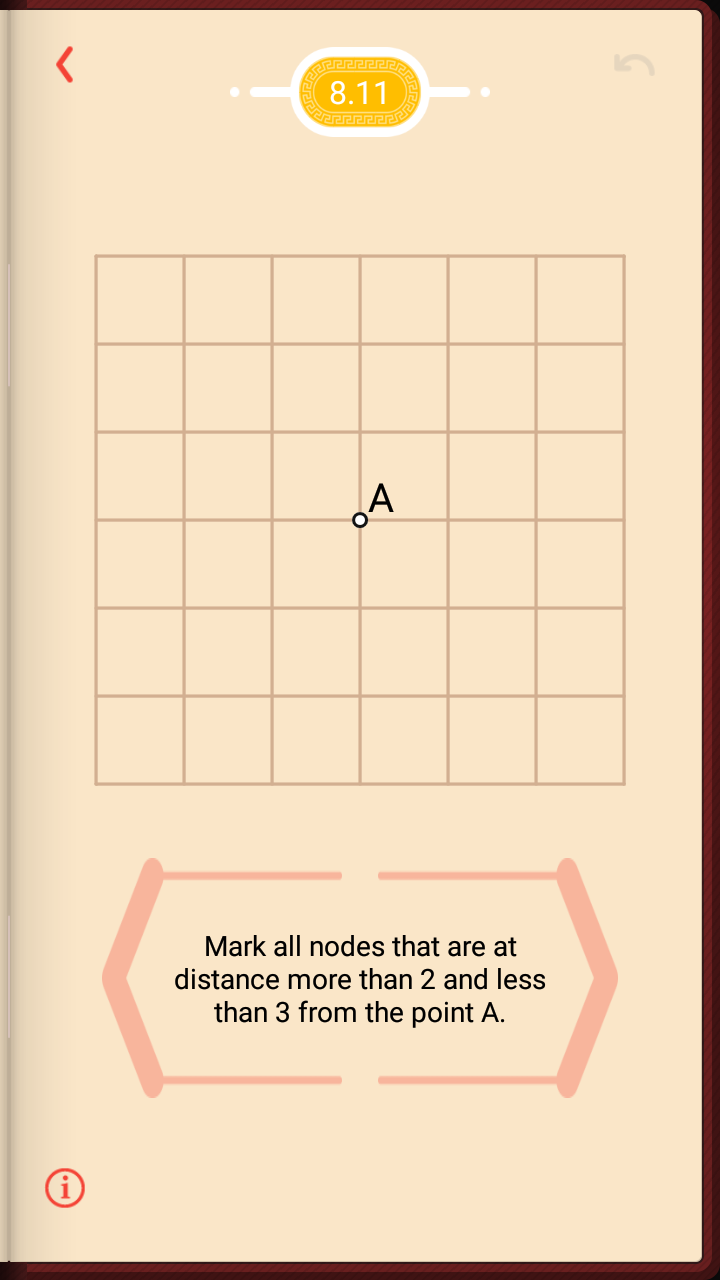 8.11
A
Mark all nodes that are at
distance more than 2 and less
than 3 from the point A.
i